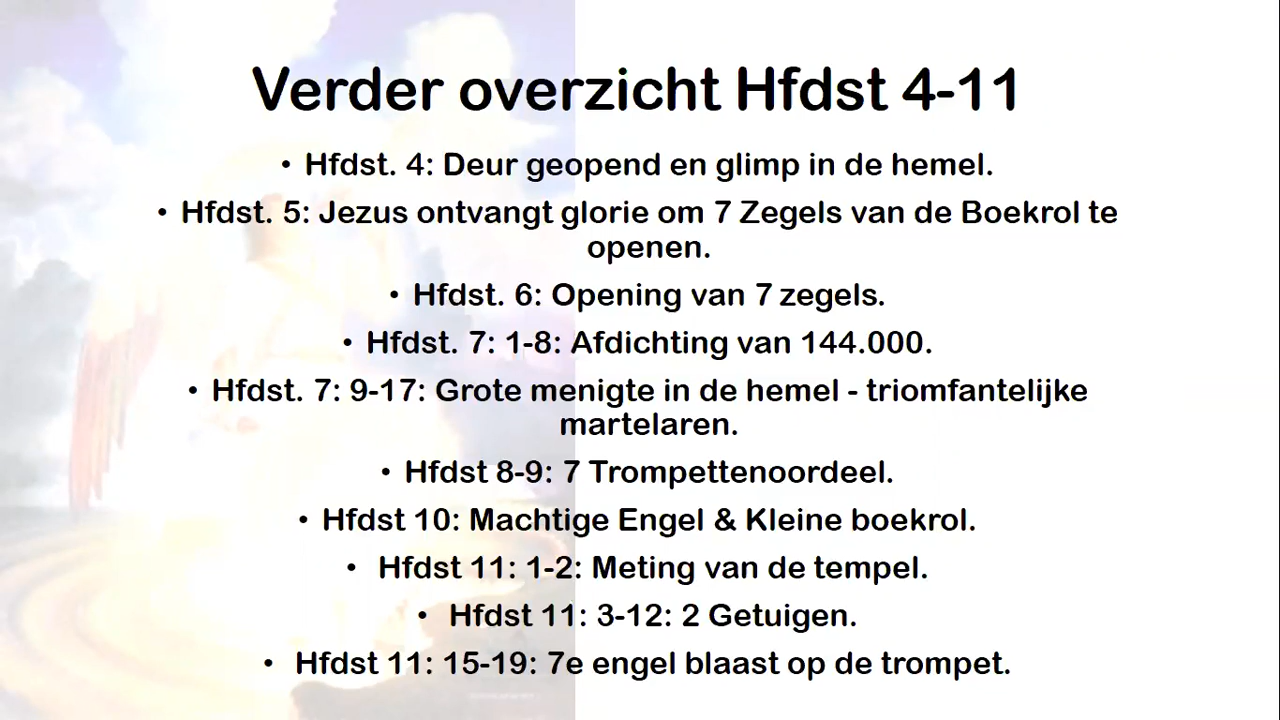 Verder overzicht Hfdst 4-11
• Hfdst. 4: Deur geopend en glimp in de hemel.
• Hfdst. 5: Jezus ontvangt glorie om 7 Zegels van de Boekrol te
openen.
• Hfdst. 6: Opening van 7 zegels.
• Hfdst. 7: 1-8: Afdichting van 144.000.
• Hfdst. 7: 9-17: Grote menigte in de hemel - triomfantelijke
martelaren.
• Hfdst 8-9: 7 Trompettenoordeel.
• Hfdst 10: Machtige Engel & Kleine boekrol.
• Hfdst 11: 1-2: Meting van de tempel.
• Hfdst 11: 3-12: 2 Getuigen.
• Hfdst 11: 15-19: 7e engel blaast op de trompet.